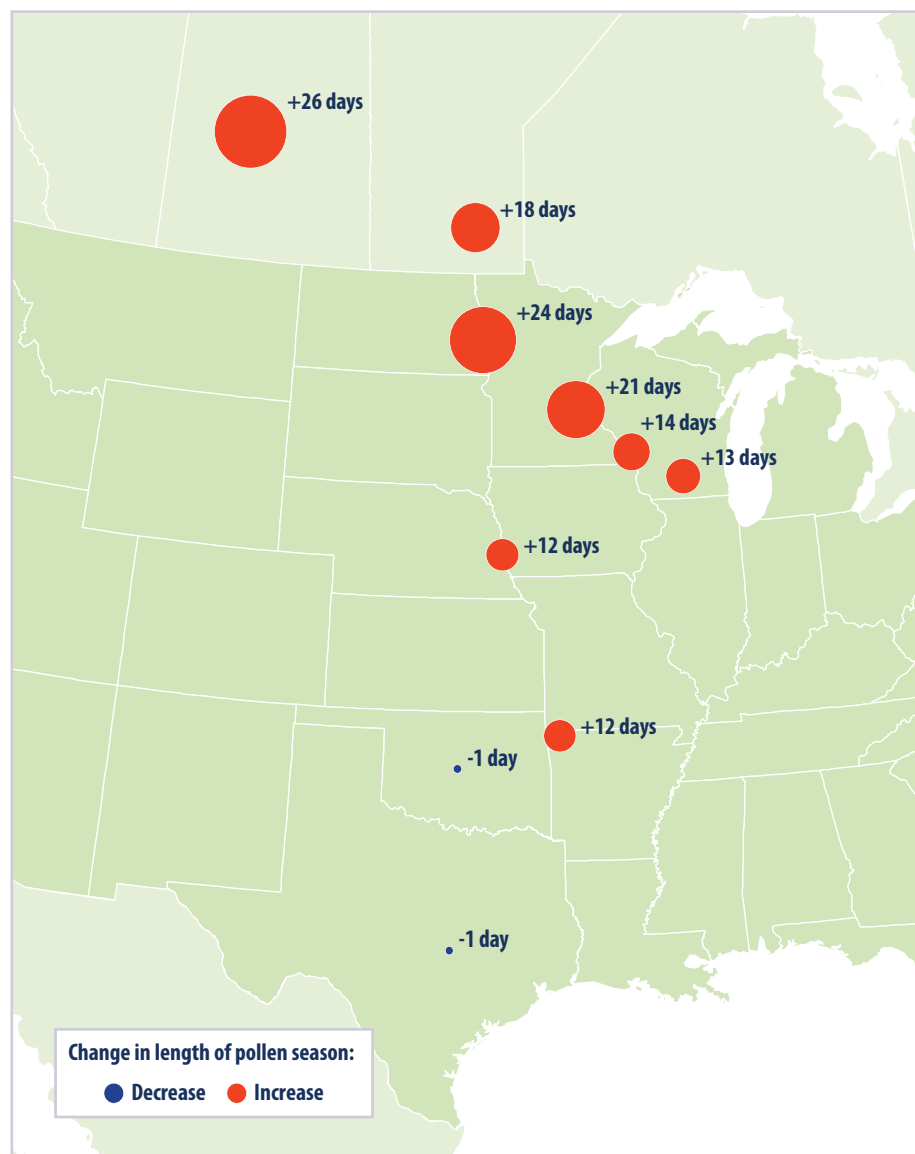 +26 days
+18 days
+24 days
+21 days
+14 days
+13 days
+12 days
+12 days
-1 day
-1 day
Change in length of pollen season:
Decrease Increase